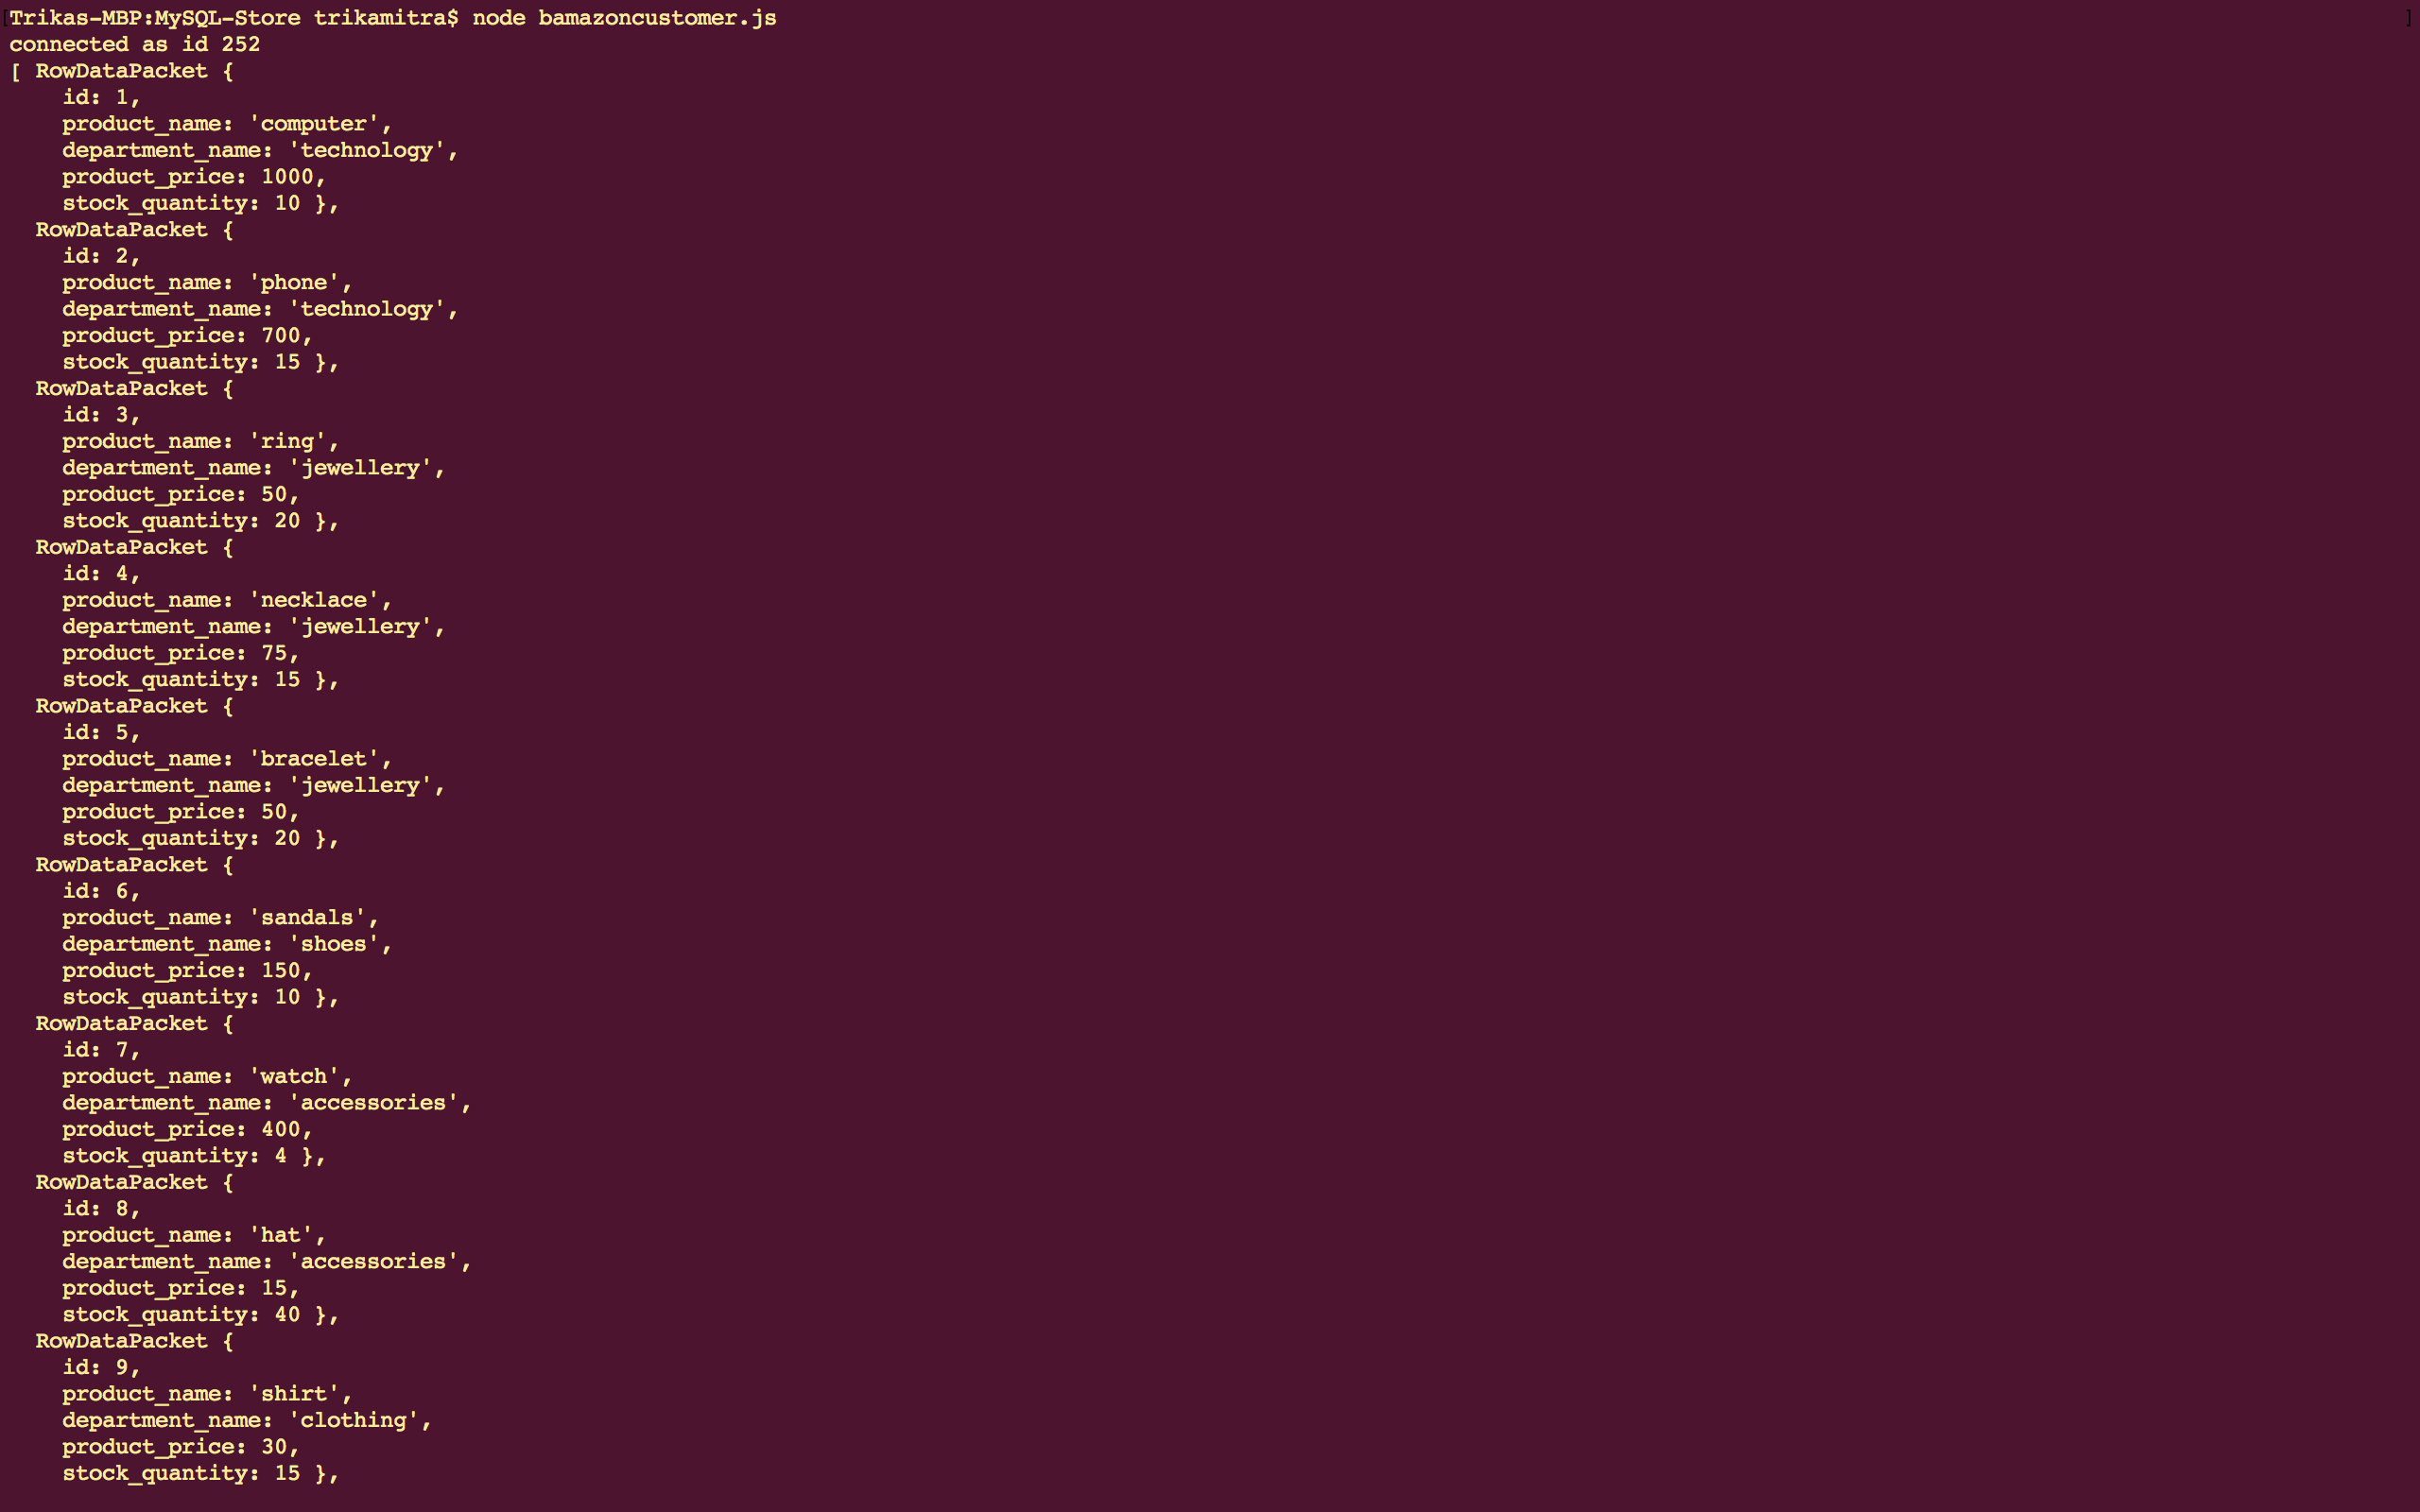 [Trikas-MBP:MySQL-Store trikamitra$ node bamazoncustomer.js ]
connected as id 252
[ RowDataPacket {
    id: 1,
    product_name: 'computer',
    department_name: 'technology',
    product_price: 1000,
    stock_quantity: 10 },
  RowDataPacket {
    id: 2,
    product_name: 'phone',
    department_name: 'technology',
    product_price: 700,
    stock_quantity: 15 },
  RowDataPacket {
    id: 3,
    product_name: 'ring',
    department_name: 'jewellery',
    product_price: 50,
    stock_quantity: 20 },
  RowDataPacket {
    id: 4,
    product_name: 'necklace',
    department_name: 'jewellery',
    product_price: 75,
    stock_quantity: 15 },
  RowDataPacket {
    id: 5,
    product_name: 'bracelet',
    department_name: 'jewellery',
    product_price: 50,
    stock_quantity: 20 },
  RowDataPacket {
    id: 6,
    product_name: 'sandals',
    department_name: 'shoes',
    product_price: 150,
    stock_quantity: 10 },
  RowDataPacket {
    id: 7,
    product_name: 'watch',
    department_name: 'accessories',
    product_price: 400,
    stock_quantity: 4 },
  RowDataPacket {
    id: 8,
    product_name: 'hat',
    department_name: 'accessories',
    product_price: 15,
    stock_quantity: 40 },
  RowDataPacket {
    id: 9,
    product_name: 'shirt',
    department_name: 'clothing',
    product_price: 30,
    stock_quantity: 15 },